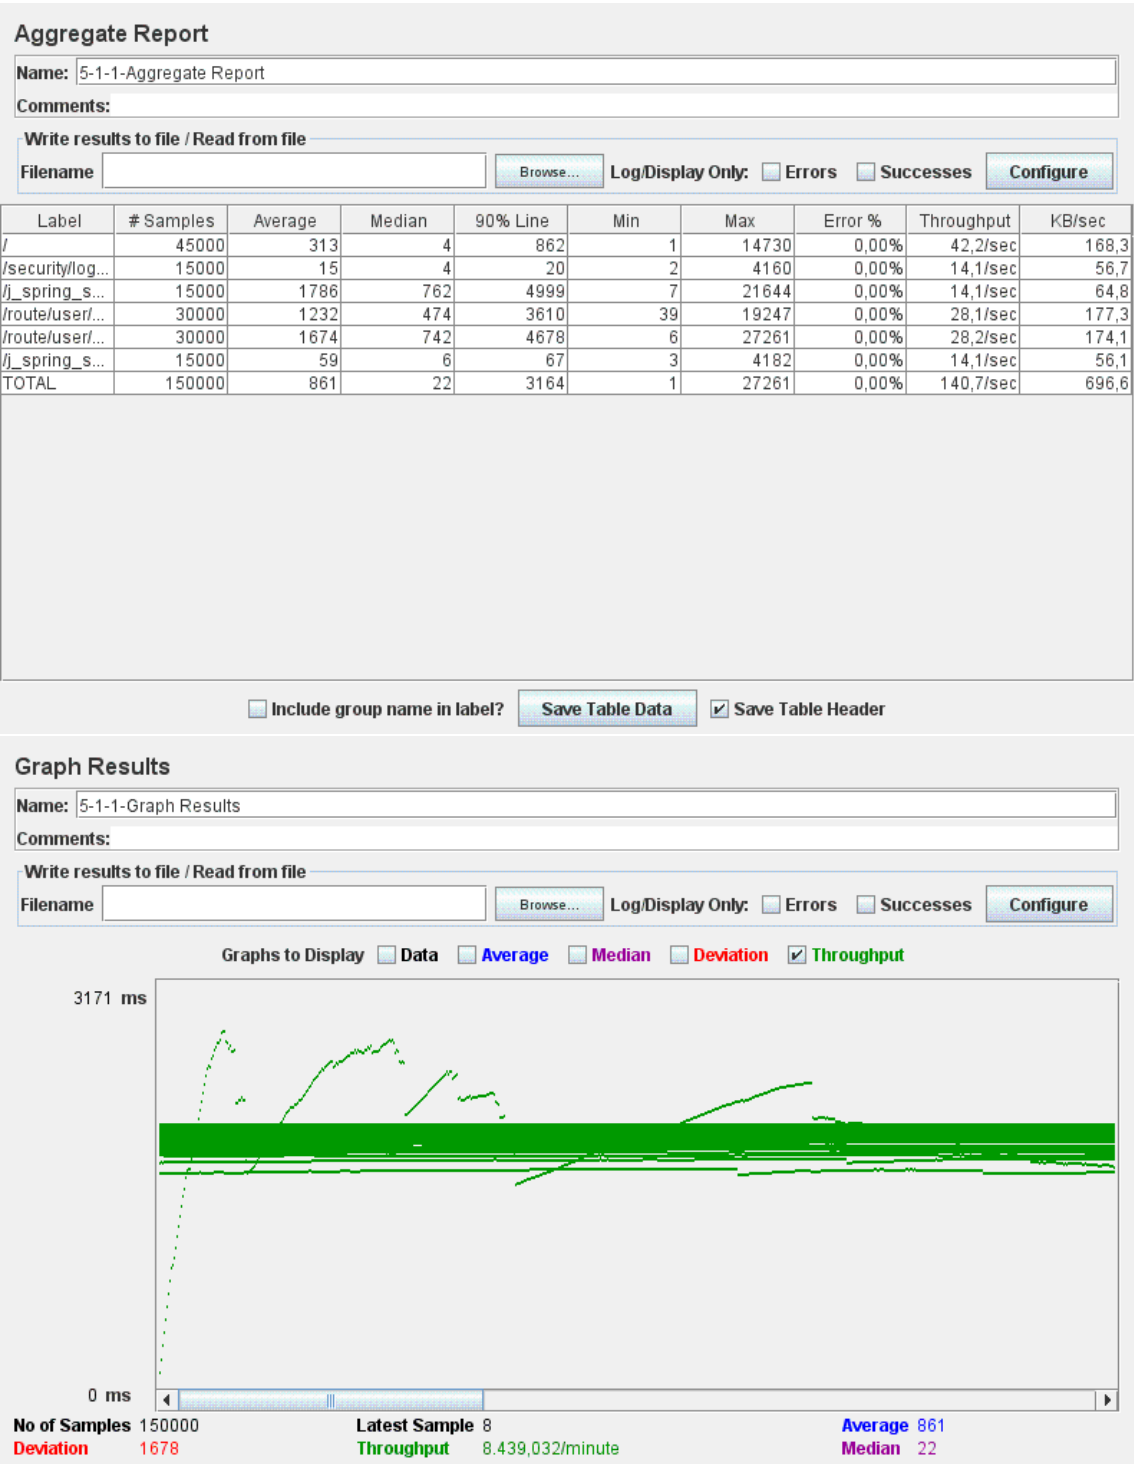 Aggregate Report
Name: 5-1-1-Aggregate Report
Comments:
Write results to file / Read from file
Filename Browse... Log/Display Only: Errors Successes Configure
Label # Samples Average Median 90% Line Min Max Error % Throughput KB/sec
/ 45000 313 4 862 1 14730 0,00% 42,2/sec 168,3
/security/log... 15000 15 4 20 2 4160 0,00% 14,1/sec 56,7
/j_spring_s... 15000 1786 762 4999 7 21644 0,00% 14,1/sec 64,8
/route/user/... 30000 1232 474 3610 39 19247 0,00% 28,1/sec 177,3
/route/user/... 30000 1674 742 4678 6 27261 0,00% 28,2/sec 174,1
/j_spring_s... 15000 59 6 67 3 4182 0,00% 14,1/sec 56,1
TOTAL 150000 861 22 3164 1 27261 0,00% 140,7/sec 696,6
Include group name in label? Save Table Data Save Table Header
Graph Results
Name: 5-1-1-Graph Results
Comments:
Write results to file / Read from file
Filename Browse... Log/Display Only: Errors Successes Configure
Graphs to Display Data Average Median Deviation Throughput
3171 ms
0 ms
No of Samples 150000 Latest Sample 8 Average 861
Deviation 1678 Throughput 8.439,032/minute Median 22